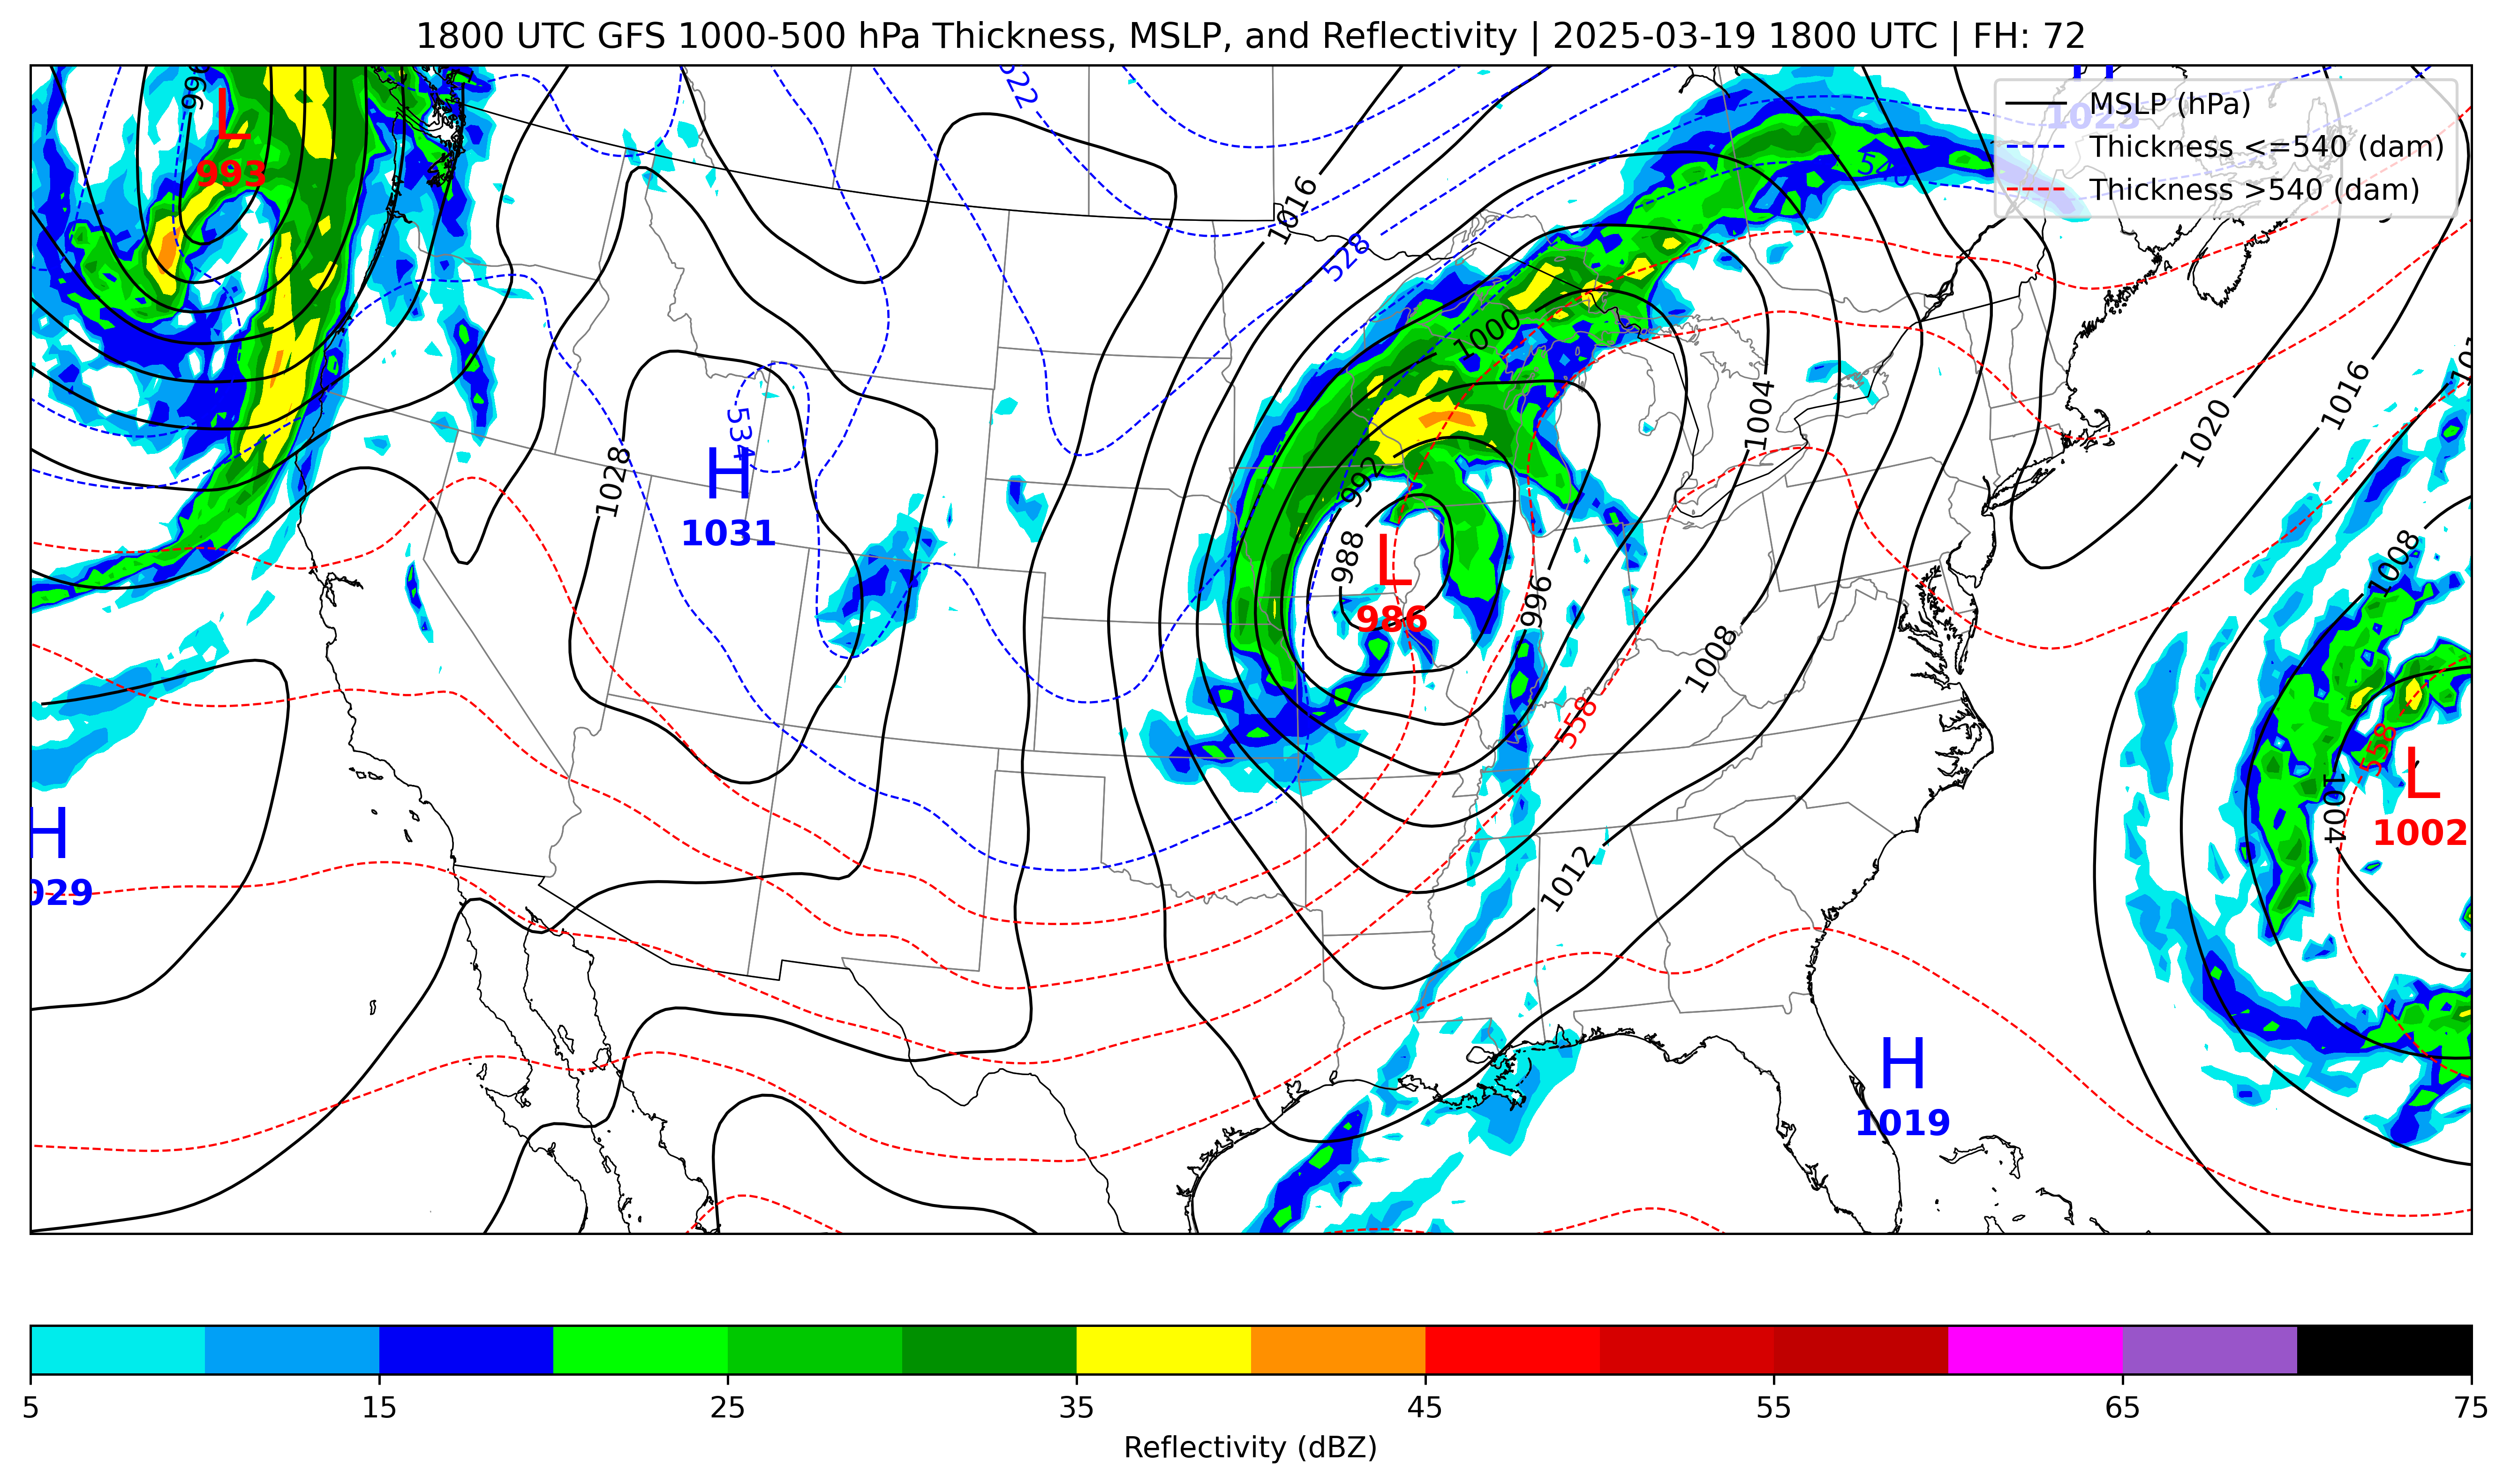 1800 UTC GFS 1000-500 hPa Thickness, MSLP, and Reflectivity | 2025-03-19 1800 UTC | FH: 72
MSLP (hPa)
Thickness <=540 (dam)
Thickness >540 (dam)
H
1023
L
993
522
1016
528
1000
1004
1016
1020
534
H
1031
1028
992
988
L
986
996
1008
1008
558
558
L
1002
1004
H
029
1012
H
1019
5 15 25 35 45 55 65 75
Reflectivity (dBZ)